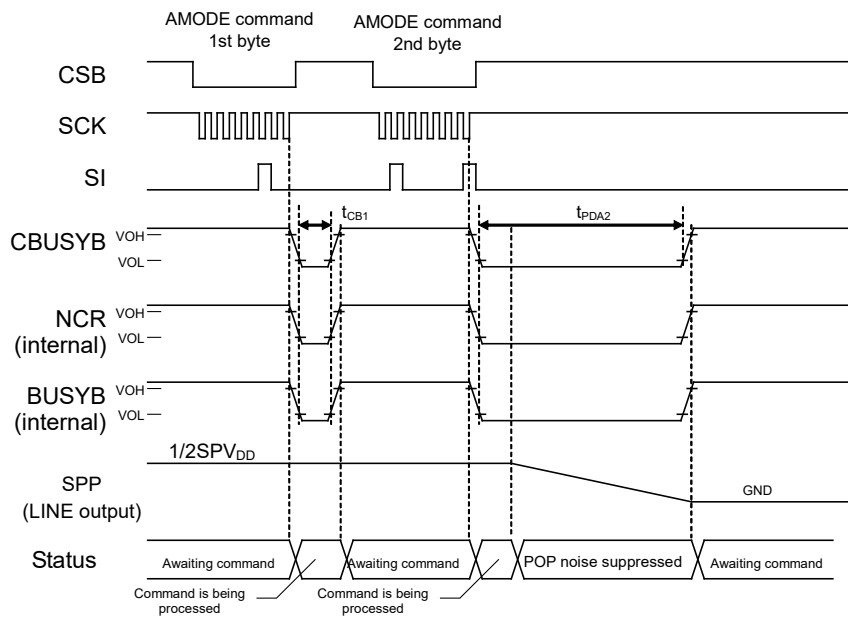 AMODE command
1st byte
AMODE command
2nd byte
CSB
SCK
SI
tCB1
tPDA2
CBUSYB
VOH
VOL
NCR
(internal)
VOH
VOL
BUSYB
(internal)
VOH
VOL
1/2SPVDD
SPP
(LINE output)
GND
Status
Awaiting command
Awaiting command
POP noise suppressed
Awaiting command
Command is being
processed
Command is being
processed